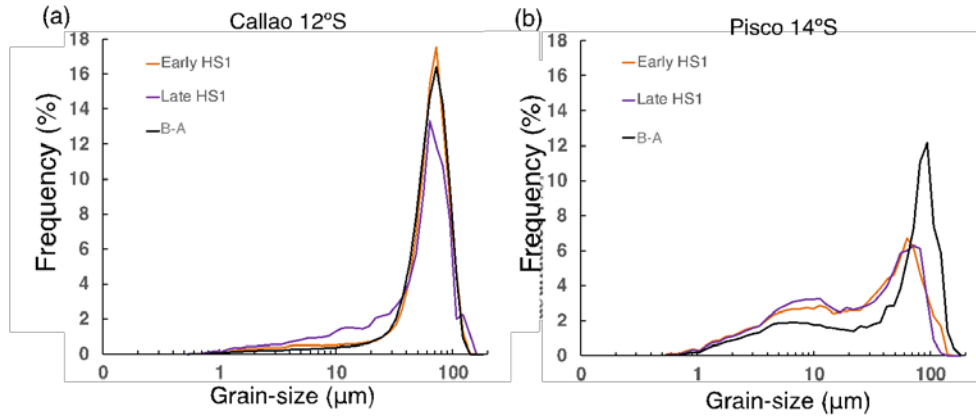 (a)
Callao 12ºS
18
16
14
12
10
8
6
4
2
0
Frequency (%)
Early HS1
Late HS1
B-A
0
1
10
100
Grain-size (µm)
(b)
Pisco 14ºS
18
16
14
12
10
8
6
4
2
0
Frequency (%)
Early HS1
Late HS1
B-A
0
1
10
100
Grain-size (µm)